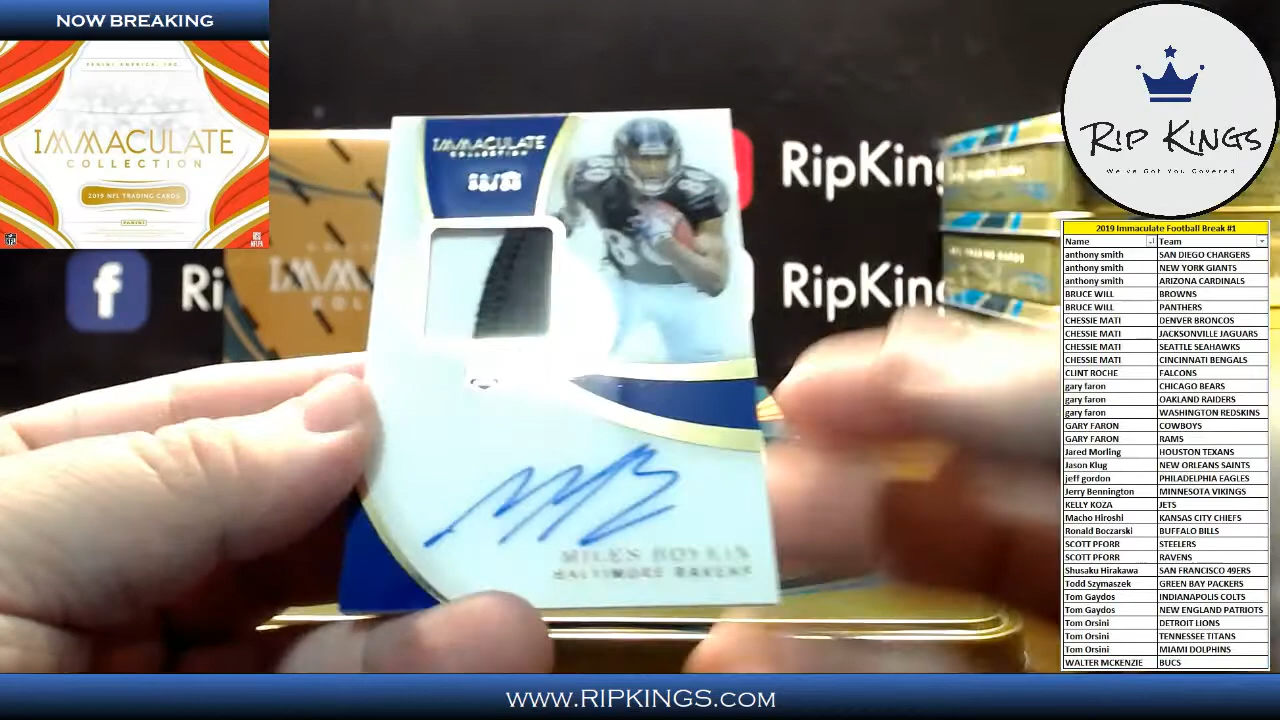 NOW BREAKING
PANINI AMERICA, INC.
IMMACULATE
COLLECTION
2019 NFL TRADING CARDS
PANINI
NFL
NFLPA
IMMACULATE
COLLECTION
80
80
MILES BOYKIN
BALTIMORE RAVENS
f
Ri
RipKing
RipKing
RIP KINGS
We've Got You Covered
2019 Immaculate Football Break #1
Name Team
anthony smith SAN DIEGO CHARGERS
anthony smith NEW YORK GIANTS
anthony smith ARIZONA CARDINALS
BRUCE WILL BROWNS
BRUCE WILL PANTHERS
CHESSIE MATI DENVER BRONCOS
CHESSIE MATI JACKSONVILLE JAGUARS
CHESSIE MATI SEATTLE SEAHAWKS
CHESSIE MATI CINCINNATI BENGALS
CLINT ROCHE FALCONS
gary faron CHICAGO BEARS
gary faron OAKLAND RAIDERS
gary faron WASHINGTON REDSKINS
GARY FARON COWBOYS
GARY FARON RAMS
Jared Morling HOUSTON TEXANS
Jason Klug NEW ORLEANS SAINTS
jeff gordon PHILADELPHIA EAGLES
Jerry Bennington MINNESOTA VIKINGS
KELLY KOZA JETS
Macho Hiroshi KANSAS CITY CHIEFS
Ronald Boczarski BUFFALO BILLS
SCOTT PFORR STEELERS
SCOTT PFORR RAVENS
Shusaku Hirakawa SAN FRANCISCO 49ERS
Todd Szymaszek GREEN BAY PACKERS
Tom Gaydos INDIANAPOLIS COLTS
Tom Gaydos NEW ENGLAND PATRIOTS
Tom Orsini DETROIT LIONS
Tom Orsini TENNESSEE TITANS
Tom Orsini MIAMI DOLPHINS
WALTER MCKENZIE BUCS
WWW.RIPKINGS.COM